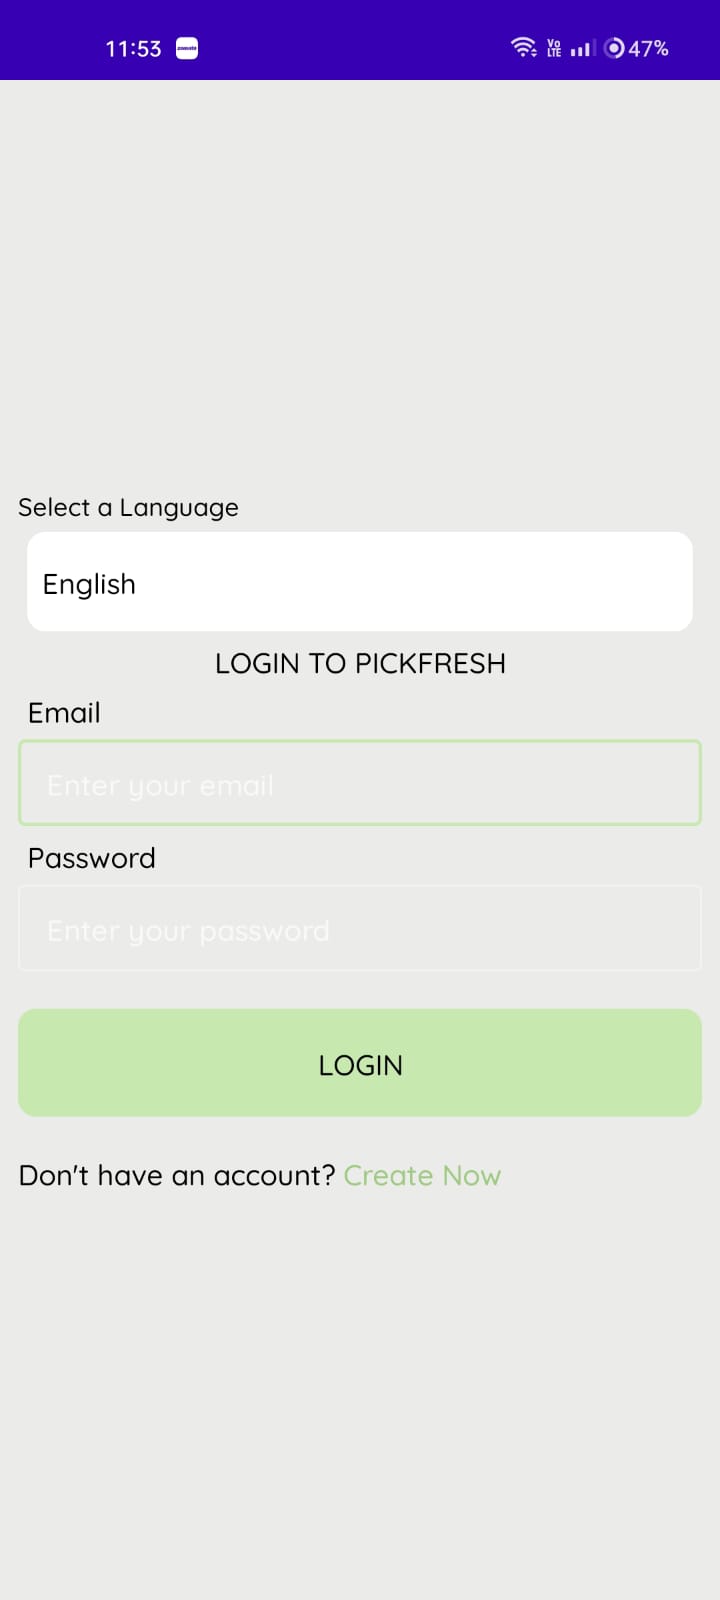 11:53
Vo LTE 47%
Select a Language
English
LOGIN TO PICKFRESH
Email
Enter your email
Password
Enter your password
LOGIN
Don't have an account? Create Now